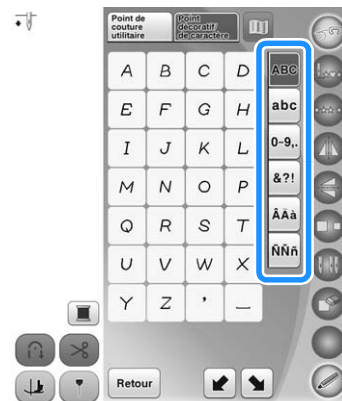 Point de
couture
utilitaire
Point
décoratif/
de caractère
A B C D
E F G H
I J K L
M N O P
Q R S T
U V W X
Y Z ' _
ABC
abc
0~9,.
&?!
ÂÄà
ÑÑñ
Retour